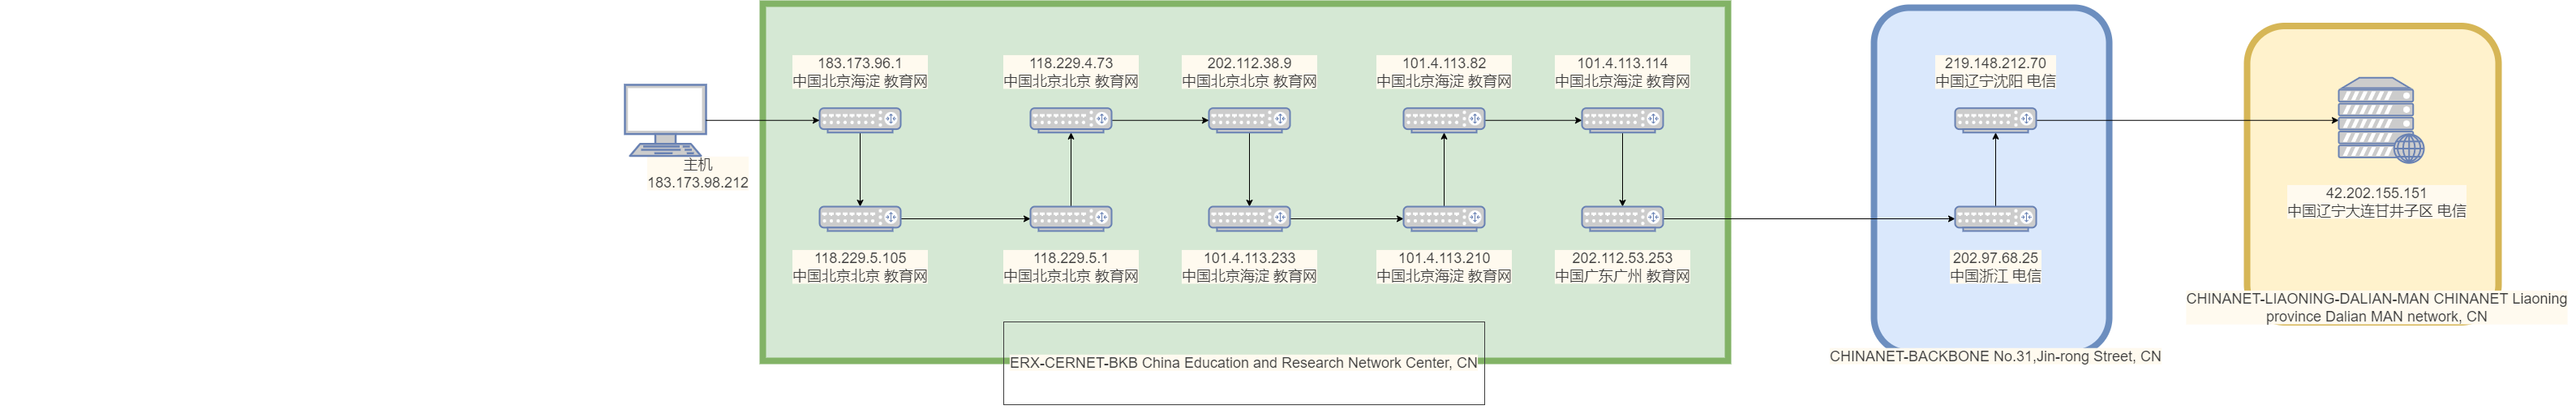 主机
183.173.98.212
183.173.96.1
中国北京海淀 教育网
118.229.4.73
中国北京北京 教育网
202.112.38.9
中国北京北京 教育网
101.4.113.82
中国北京海淀 教育网
101.4.113.114
中国北京海淀 教育网
118.229.5.105
中国北京北京 教育网
118.229.5.1
中国北京北京 教育网
101.4.113.233
中国北京海淀 教育网
101.4.113.210
中国北京海淀 教育网
202.112.53.253
中国广东广州 教育网
ERX-CERNET-BKB China Education and Research Network Center, CN
219.148.212.70
中国辽宁沈阳 电信
202.97.68.25
中国浙江 电信
CHINANET-BACKBONE No.31,Jin-rong Street, CN
42.202.155.151
中国辽宁大连甘井子区 电信
CHINANET-LIAONING-DALIAN-MAN CHINANET Liaoning
province Dalian MAN network, CN